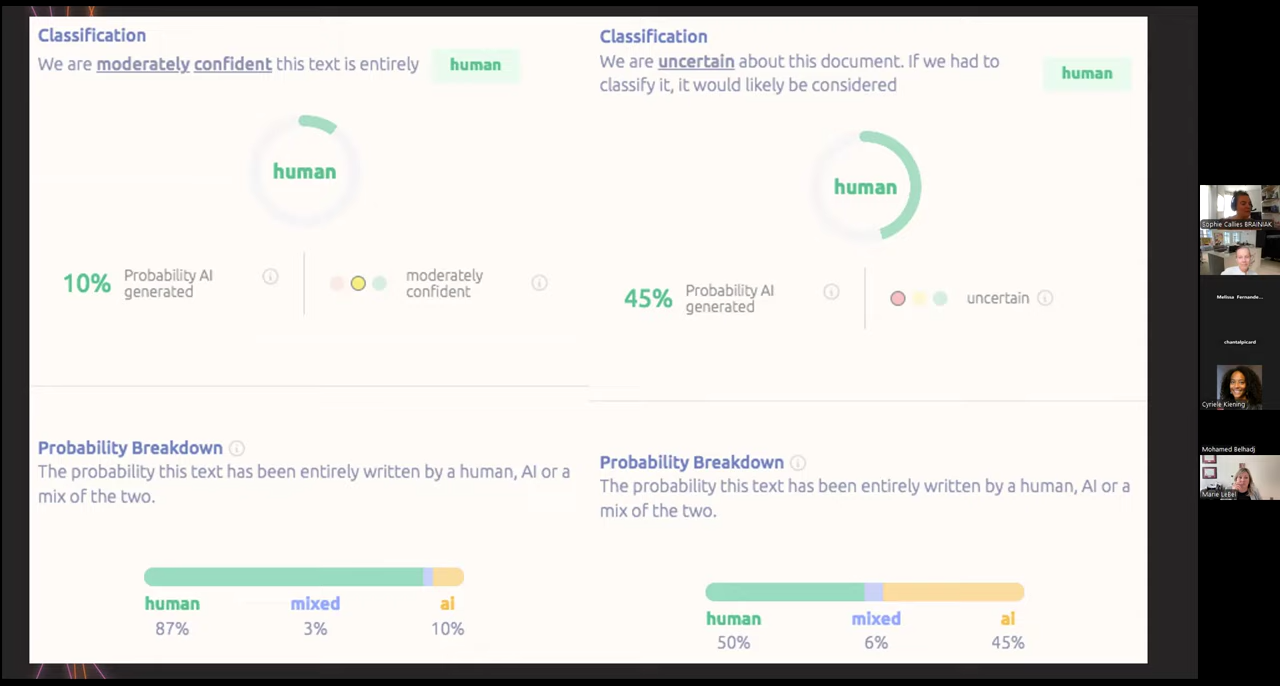 Classification
We are moderately confident this text is entirely human
human
10% Probability AI
generated
moderately
confident
Probability Breakdown
The probability this text has been entirely written by a human, AI or a
mix of the two.
human mixed ai
87% 3% 10%
Classification
We are uncertain about this document. If we had to
classify it, it would likely be considered
human
human
45% Probability AI
generated
uncertain
Probability Breakdown
The probability this text has been entirely written by a human, AI or a
mix of the two.
human mixed ai
50% 6% 45%
Sophie Callies BRAINIAK
Melissa Fernande...
chantalpicard
Cyriele Kiening
Mohamed Belhadj
Marie LeBel